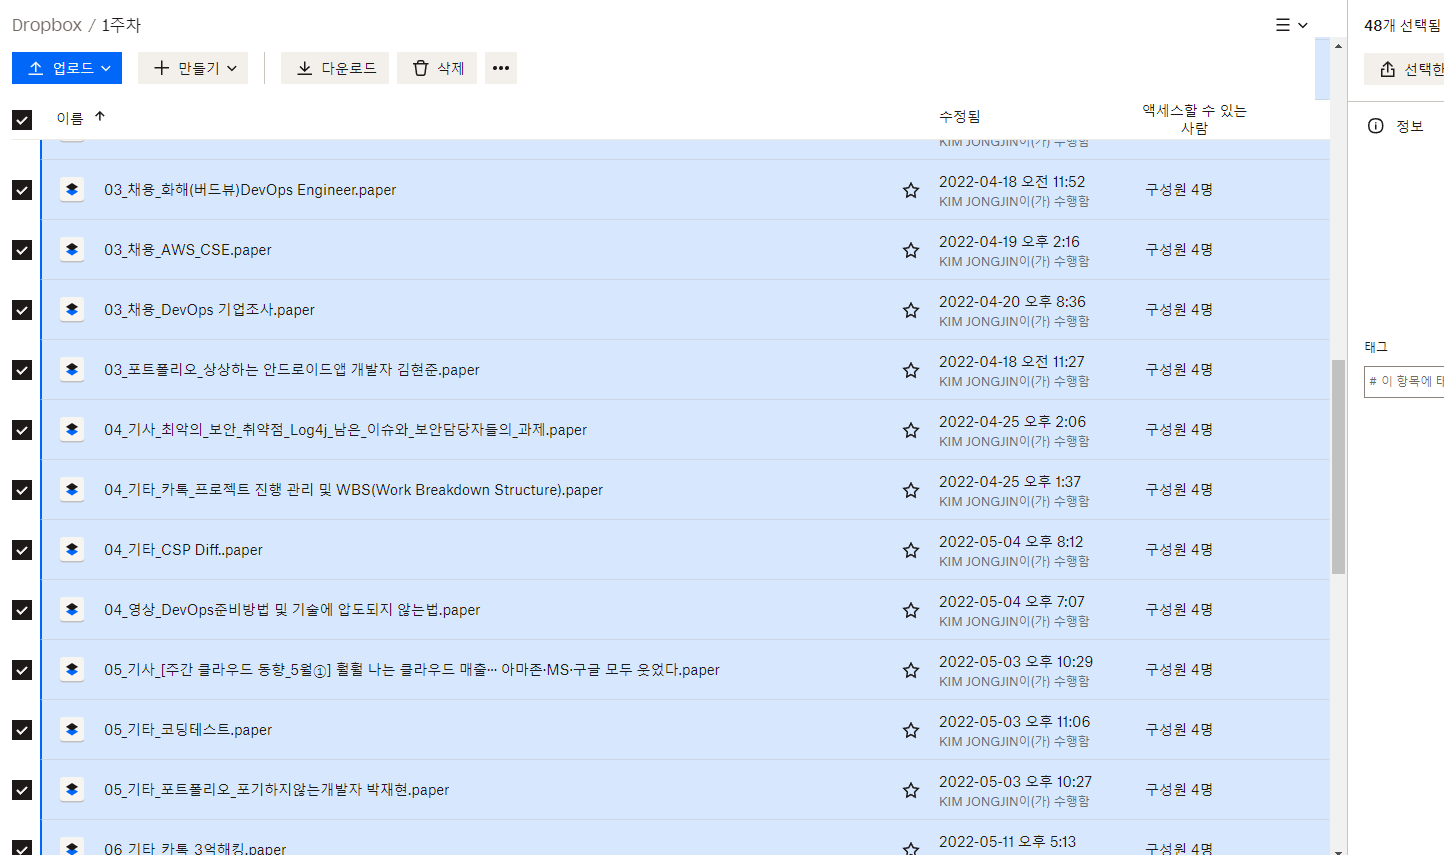 Dropbox / 1주차
48개 선택됨
업로드
만들기
다운로드
삭제
•••
선택한
이름
수정됨
액세스할 수 있는
사람
정보
KIM JONGJIN이(가) 수행함
03_채용_화해(버드뷰)DevOps Engineer.paper
2022-04-18 오전 11:52
KIM JONGJIN이(가) 수행함
구성원 4명
03_채용_AWS_CSE.paper
2022-04-19 오후 2:16
KIM JONGJIN이(가) 수행함
구성원 4명
03_채용_DevOps 기업조사.paper
2022-04-20 오후 8:36
KIM JONGJIN이(가) 수행함
구성원 4명
태그
03_포트폴리오_상상하는 안드로이드앱 개발자 김현준.paper
2022-04-18 오전 11:27
KIM JONGJIN이(가) 수행함
구성원 4명
# 이 항목에 태
04_기사_최악의_보안_취약점_Log4j_남은_이슈와_보안담당자들의_과제.paper
2022-04-25 오후 2:06
KIM JONGJIN이(가) 수행함
구성원 4명
04_기타_카톡_프로젝트 진행 관리 및 WBS(Work Breakdown Structure).paper
2022-04-25 오후 1:37
KIM JONGJIN이(가) 수행함
구성원 4명
04_기타_CSP Diff..paper
2022-05-04 오후 8:12
KIM JONGJIN이(가) 수행함
구성원 4명
04_영상_DevOps준비방법 및 기술에 압도되지 않는법.paper
2022-05-04 오후 7:07
KIM JONGJIN이(가) 수행함
구성원 4명
05_기사_[주간 클라우드 동향_5월①] 훨훨 나는 클라우드 매출… 아마존·MS·구글 모두 웃었다.paper
2022-05-03 오후 10:29
KIM JONGJIN이(가) 수행함
구성원 4명
05_기타_코딩테스트.paper
2022-05-03 오후 11:06
KIM JONGJIN이(가) 수행함
구성원 4명
05_기타_포트폴리오_포기하지않는개발자 박재현.paper
2022-05-03 오후 10:27
KIM JONGJIN이(가) 수행함
구성원 4명
06_기타_카톡_3억해킹.paper
2022-05-11 오후 5:13
구성원 4명